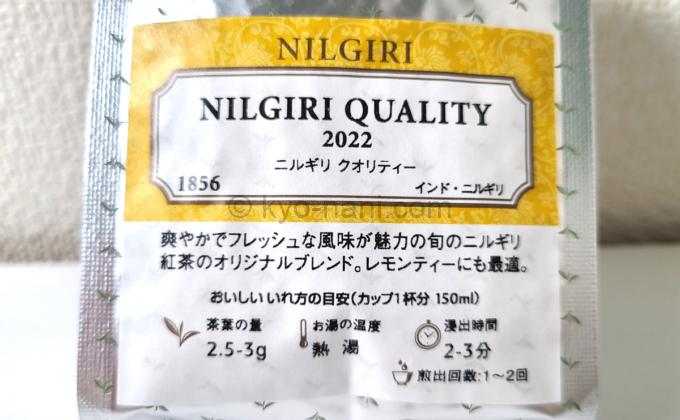 NILGIRI
NILGIRI QUALITY
2022
ニルギリ クオリティー
1856
インド・ニルギリ
© kyo-nani.com
爽やかでフレッシュな風味が魅力の旬のニルギリ
紅茶のオリジナルブレンド。レモンティーにも最適。
おいしい いれ方の目安(カップ1杯分 150ml)
茶葉の量
2.5-3g
お湯の温度
熱 湯
浸出時間
2-3分
煎出回数:1〜2回